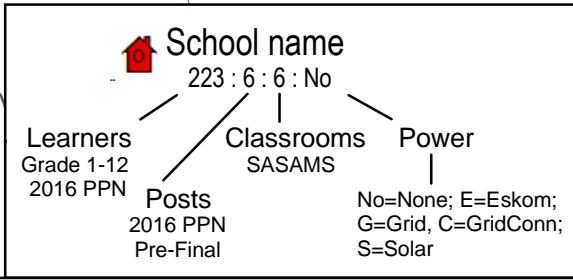 O
School name
223 : 6 : 6 : No
Learners
Grade 1-12
2016 PPN
Posts
2016 PPN
Pre-Final
Classrooms
SASAMS
Power
No=None; E=Eskom;
G=Grid, C=GridConn;
S=Solar